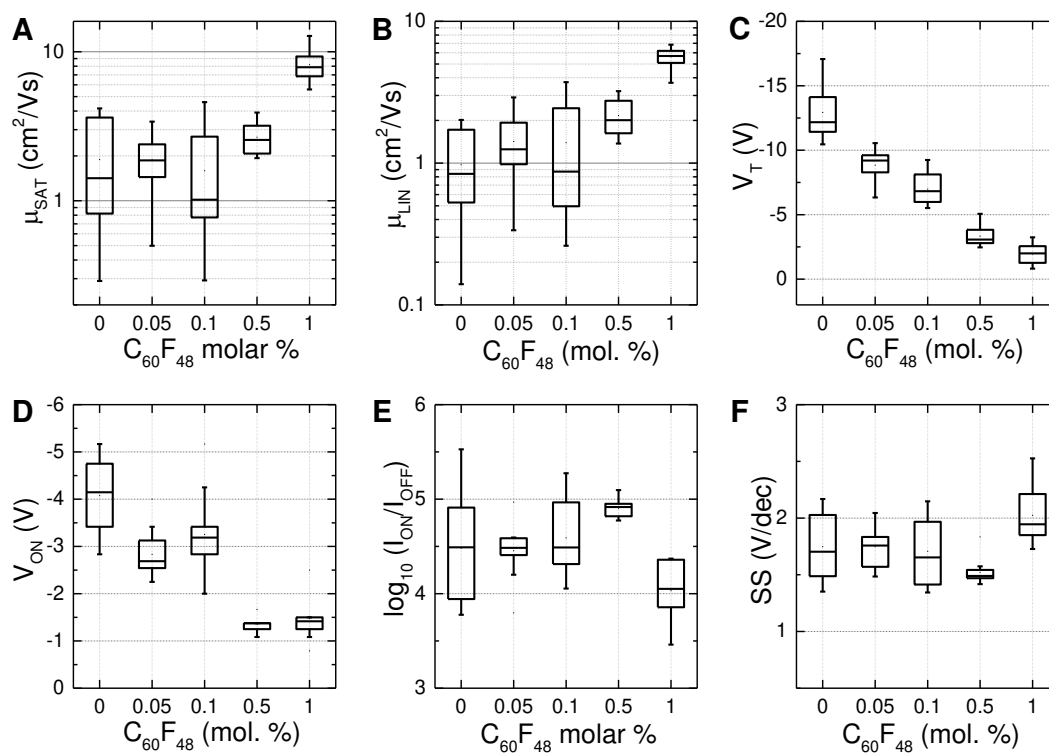 A
μSAT (cm²/Vs)
10
1
0 0.05 0.1 0.5 1
C₆₀F₄₈ molar %
B
μLIN (cm²/Vs)
10
1
0.1
0 0.05 0.1 0.5 1
C₆₀F₄₈ (mol. %)
C
VT (V)
-20
-15
-10
-5
0
0 0.05 0.1 0.5 1
C₆₀F₄₈ (mol. %)
D
VON (V)
-6
-5
-4
-3
-2
-1
0
0 0.05 0.1 0.5 1
C₆₀F₄₈ (mol. %)
E
log₁₀ (ION/IOFF)
6
5
4
3
0 0.05 0.1 0.5 1
C₆₀F₄₈ molar %
F
SS (V/dec)
3
2
1
0 0.05 0.1 0.5 1
C₆₀F₄₈ (mol. %)